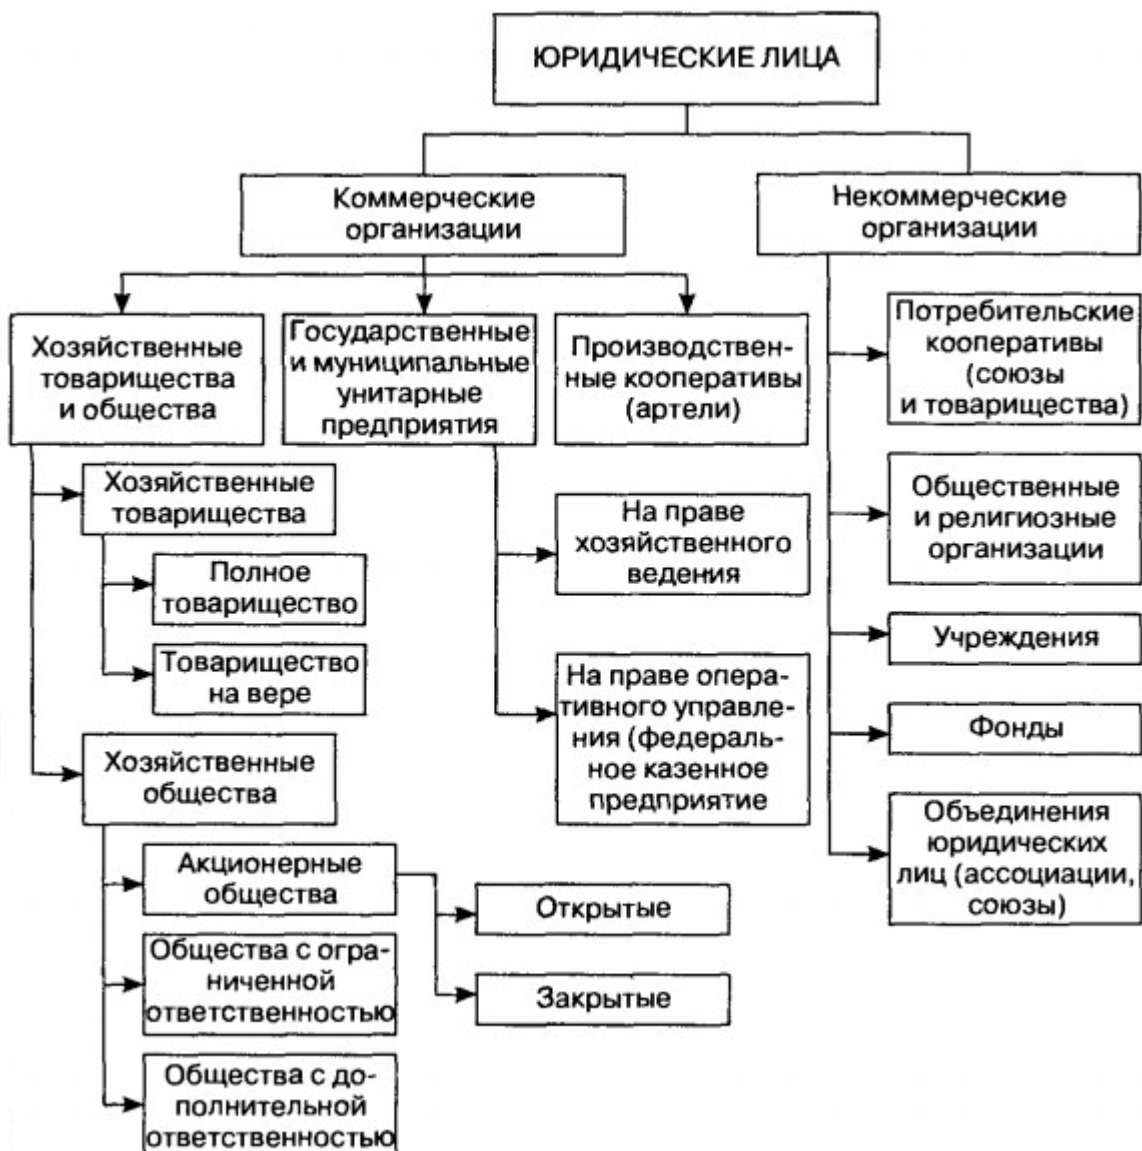 ЮРИДИЧЕСКИЕ ЛИЦА
Коммерческие
организации
Некоммерческие
организации
Хозяйственные
товарищества
и общества
Государственные
и муниципальные
унитарные
предприятия
Производствен-
ные кооперативы
(артели)
Потребительские
кооперативы
(союзы
и товарищества)
Хозяйственные
товарищества
Полное
товарищество
Товарищество
на вере
Хозяйственные
общества
Акционерные
общества
Открытые
Закрытые
Общества с огра-
ниченной
ответственностью
Общества с до-
полнительной
ответственностью
На праве
хозяйственного
ведения
На праве опера-
тивного управле-
ния (федераль-
ное казенное
предприятие
Общественные
и религиозные
организации
Учреждения
Фонды
Объединения
юридических
лиц (ассоциации,
союзы)